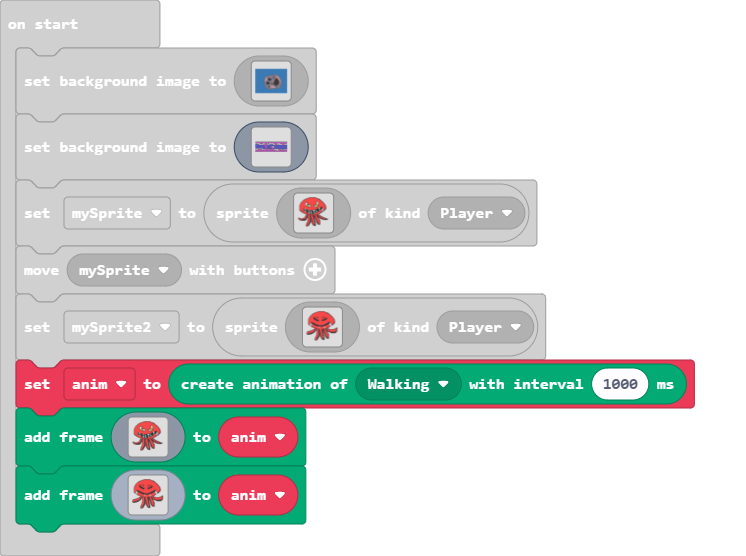 on start
set background image to
set background image to
set mySprite to sprite of kind Player
move mySprite with buttons
set mySprite2 to sprite of kind Player
set anim to create animation of Walking with interval 1000 ms
add frame to anim
add frame to anim